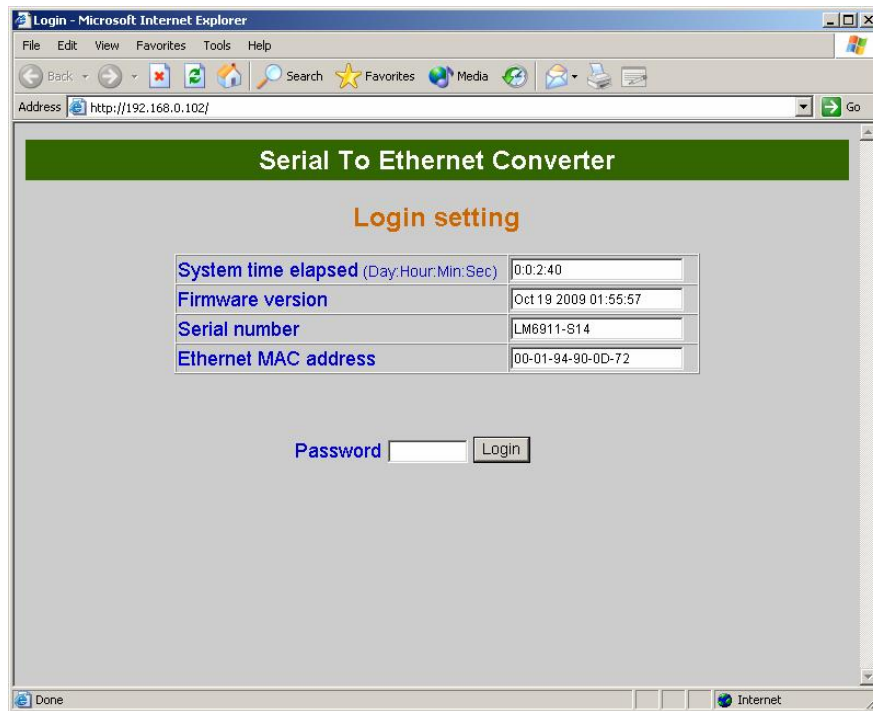 Login - Microsoft Internet Explorer
File Edit View Favorites Tools Help
Back Search Favorites Media
Address http://192.168.0.102/ Go
Serial To Ethernet Converter
Login setting
System time elapsed (Day:Hour:Min:Sec) 0:0:2:40
Firmware version Oct 19 2009 01:55:57
Serial number LM6911-S14
Ethernet MAC address 00-01-94-90-0D-72
Password Login
Done Internet